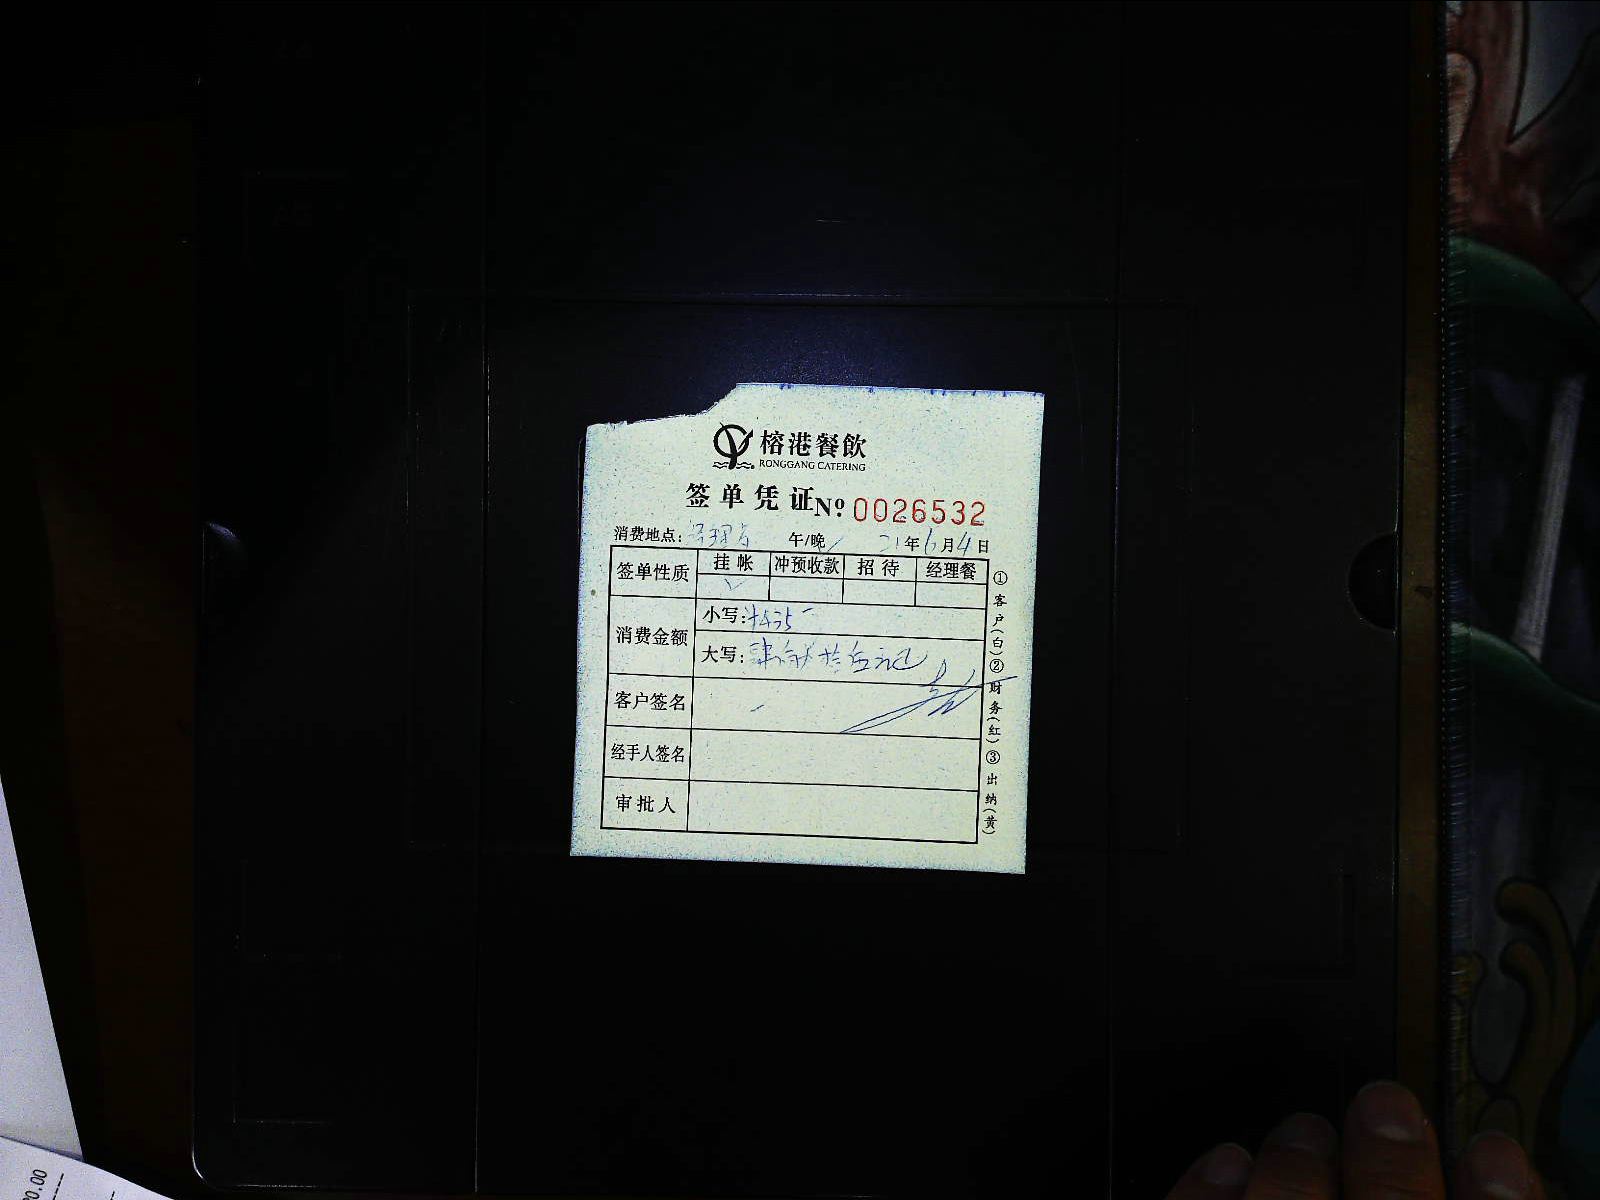 榕港餐飲
RONGGANG CATERING
签单凭证 Nº 0026532
消费地点: 午/晚 21年6月4日
签单性质 挂帐 冲预收款 招待 经理餐
消费金额 小写:
大写:
客户签名
经手人签名
审批人
①客户(白)②财务(红)③出纳(黄)